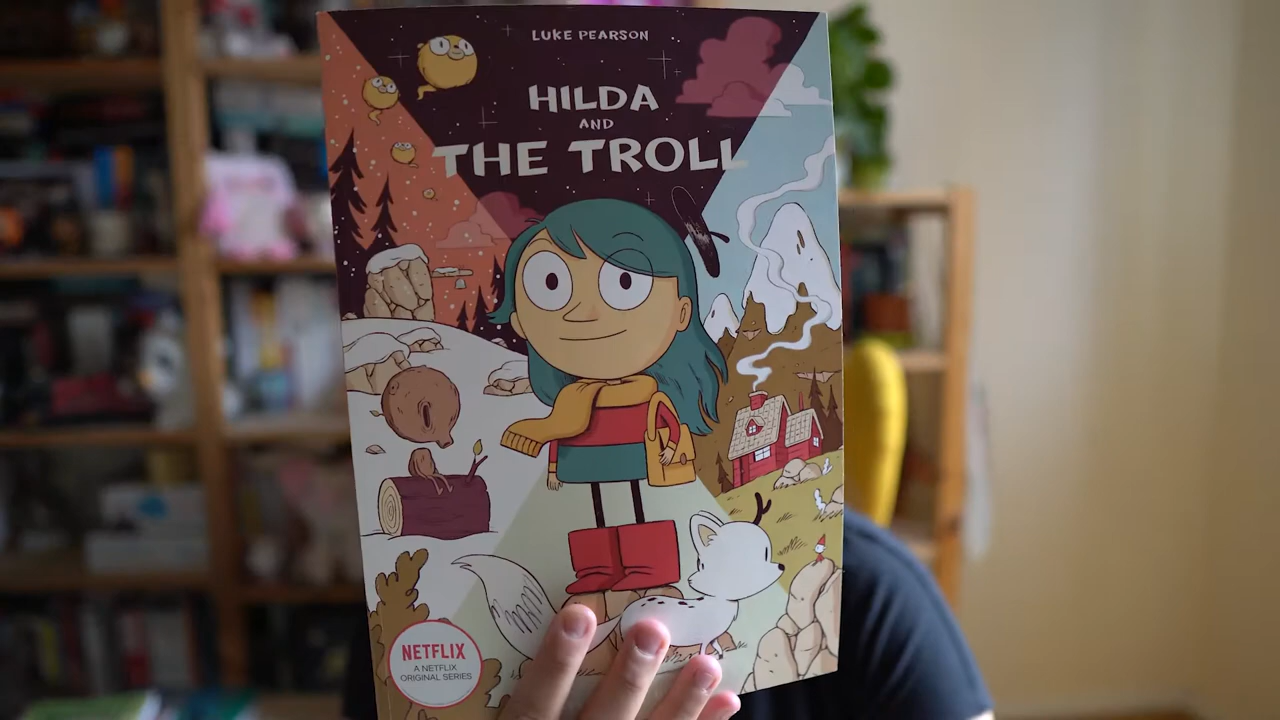 LUKE PEARSON
HILDA
AND
THE TROLL
NETFLIX
A NETFLIX
ORIGINAL SERIES